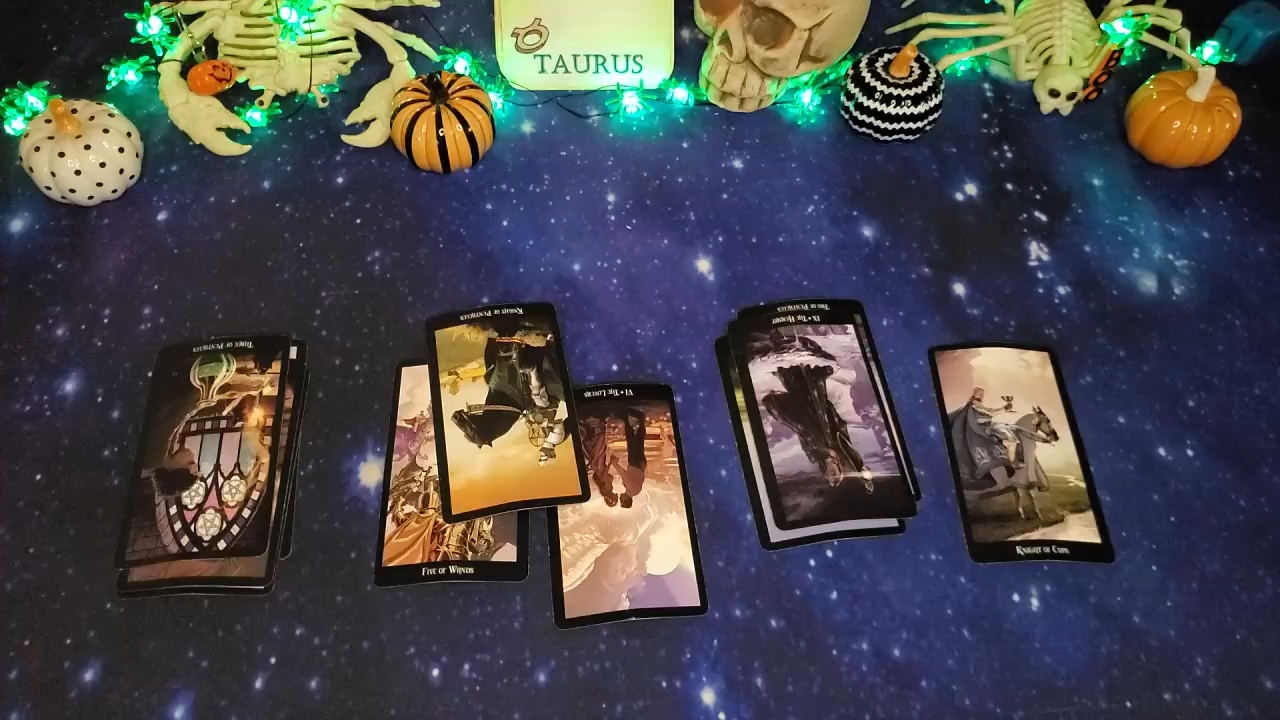 TAURUS
BOO
Two of Pentacles
Knight of Pentacles
IX • The Hermit
Three of Pentacles
VI • The Lovers
Knight of Cups
Five of Wands